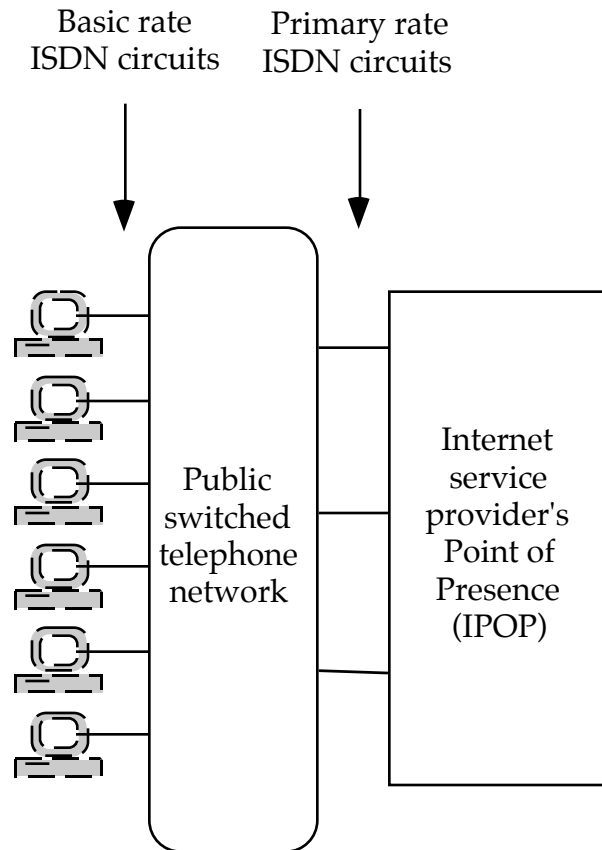 Basic rate
ISDN circuits
Primary rate
ISDN circuits
Public
switched
telephone
network
Internet
service
provider's
Point of
Presence
(IPOP)